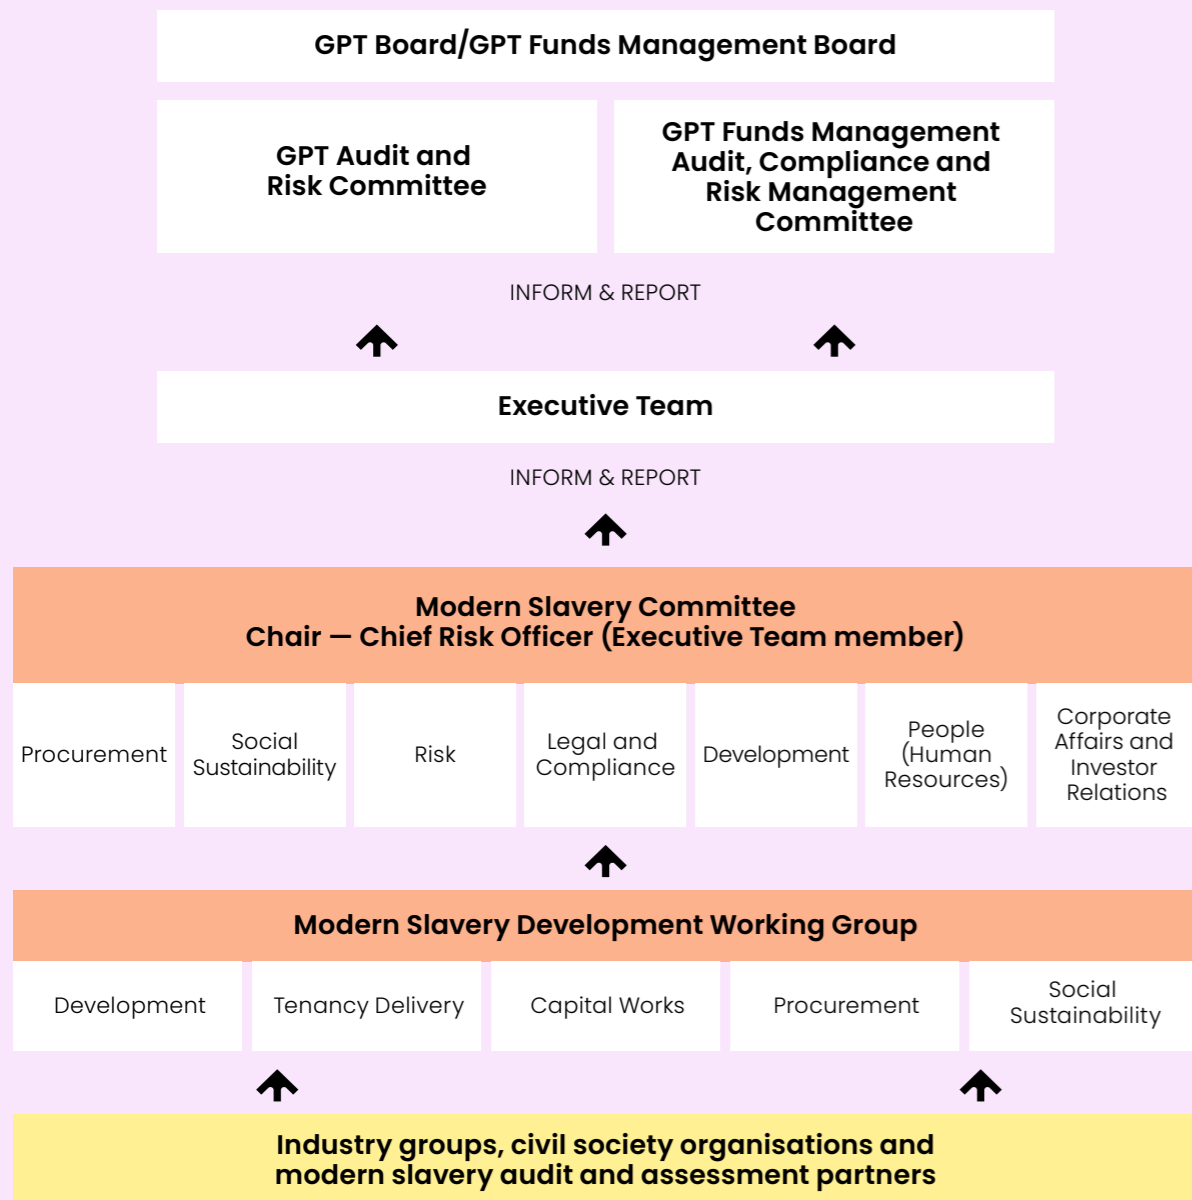 GPT Board/GPT Funds Management Board
GPT Audit and
Risk Committee
GPT Funds Management
Audit, Compliance and
Risk Management
Committee
INFORM & REPORT
Executive Team
INFORM & REPORT
Modern Slavery Committee
Chair — Chief Risk Officer (Executive Team member)
Procurement
Social
Sustainability
Risk
Legal and
Compliance
Development
People
(Human
Resources)
Corporate
Affairs and
Investor
Relations
Modern Slavery Development Working Group
Development
Tenancy Delivery
Capital Works
Procurement
Social
Sustainability
Industry groups, civil society organisations and
modern slavery audit and assessment partners